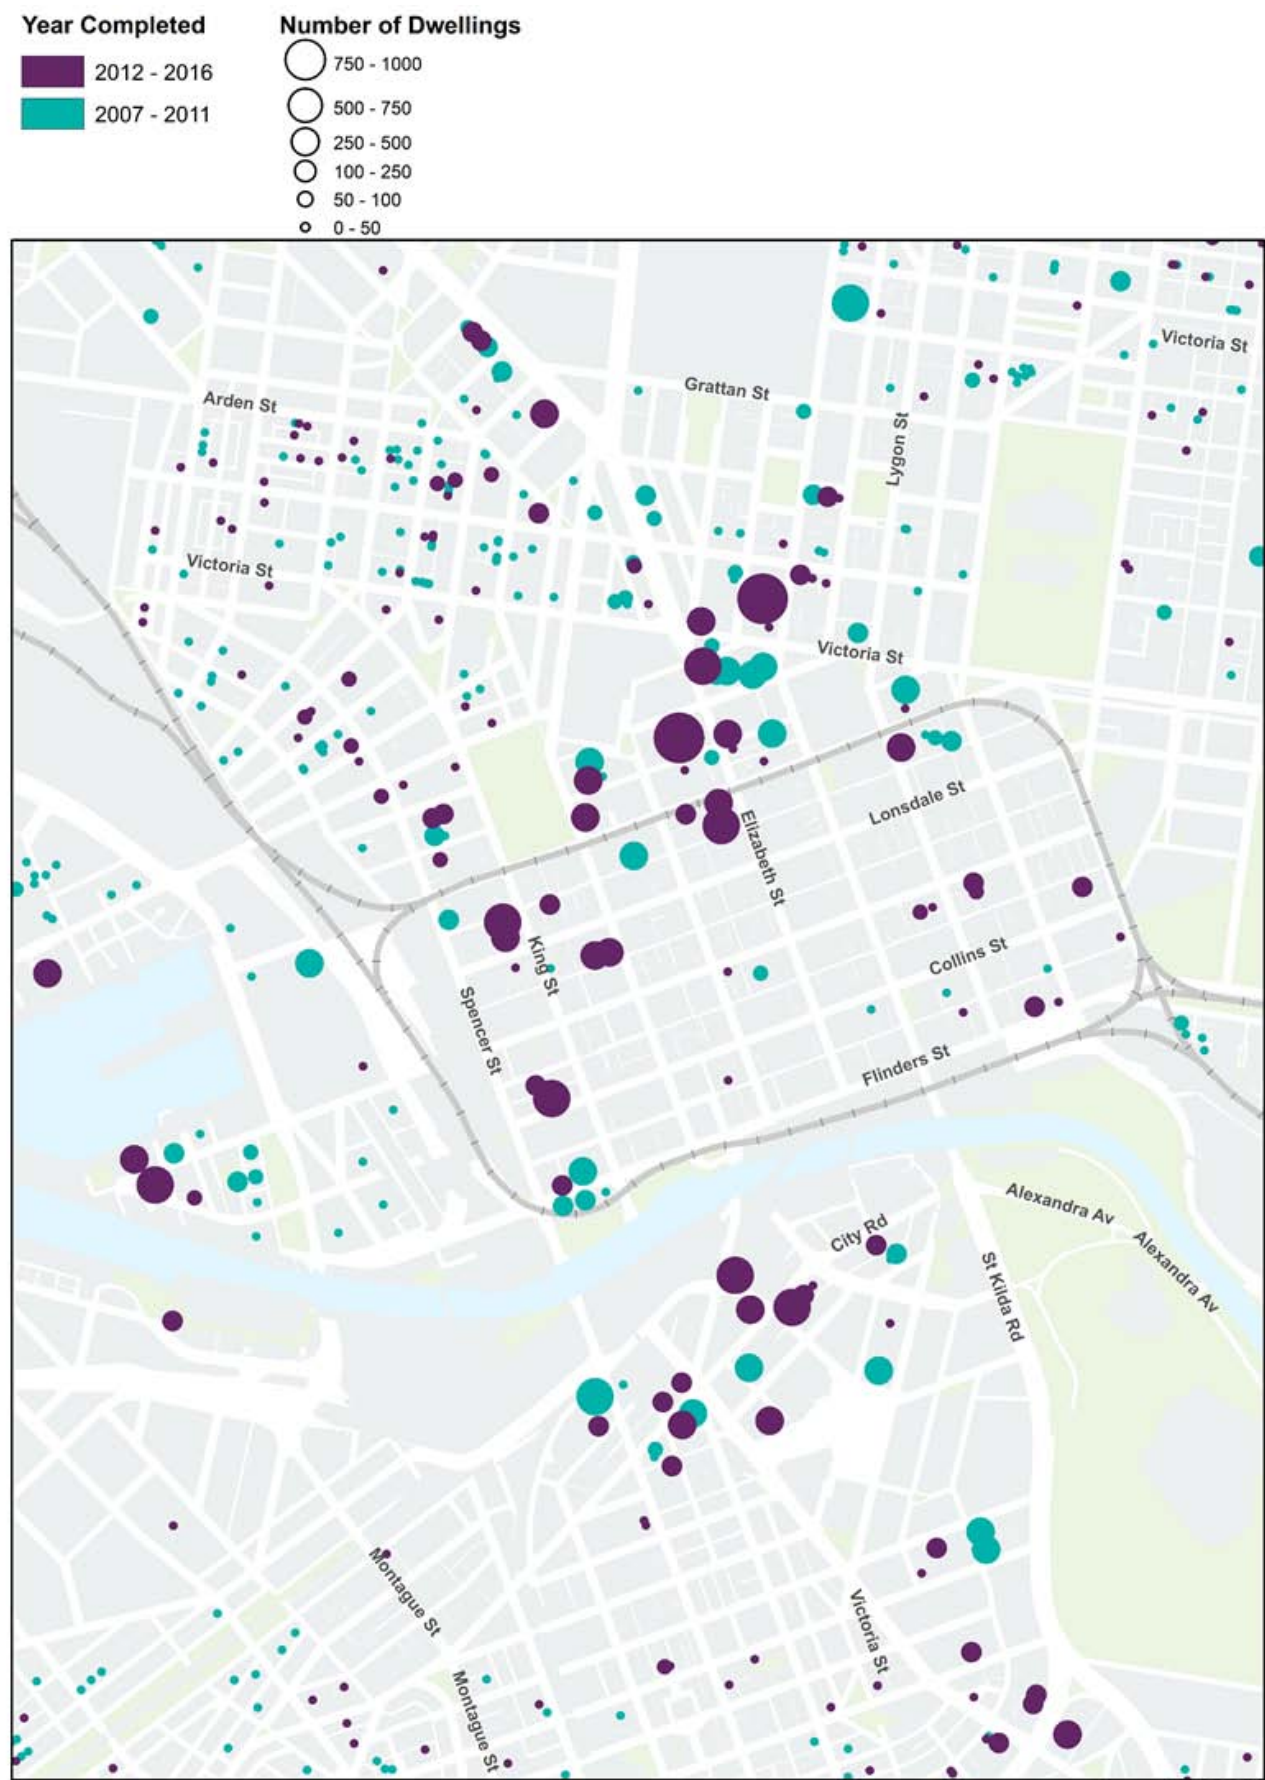 Year Completed
2012 - 2016
2007 - 2011
Number of Dwellings
750 - 1000
500 - 750
250 - 500
100 - 250
50 - 100
0 - 50
Victoria St
Grattan St
Arden St
Lygon St
Victoria St
Victoria St
Lonsdale St
Elizabeth St
King St
Collins St
Spencer St
Flinders St
Alexandra Av
City Rd
Alexandra Av
St Kilda Rd
Montague St
Victoria St
Montague St